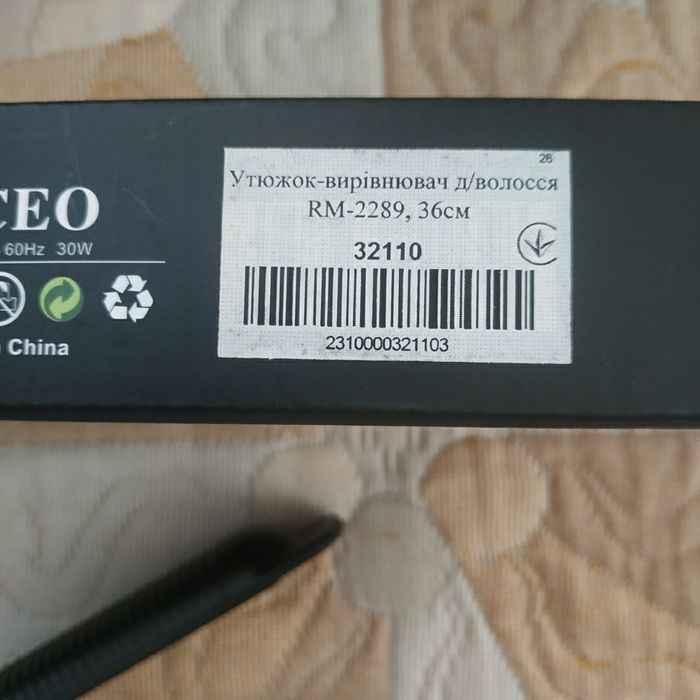 CEO
60Hz 30W
China
26
Утюжок-вирівнювач д/волосся
RM-2289, 36см
32110
2310000321103